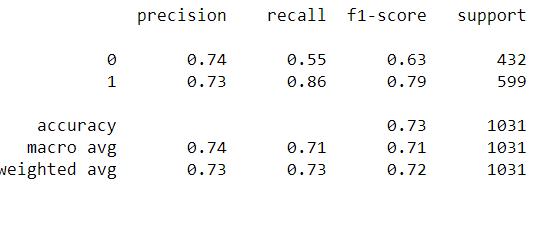 precision recall f1-score support
0 0.74 0.55 0.63 432
1 0.73 0.86 0.79 599
accuracy 0.73 1031
macro avg 0.74 0.71 0.71 1031
weighted avg 0.73 0.73 0.72 1031